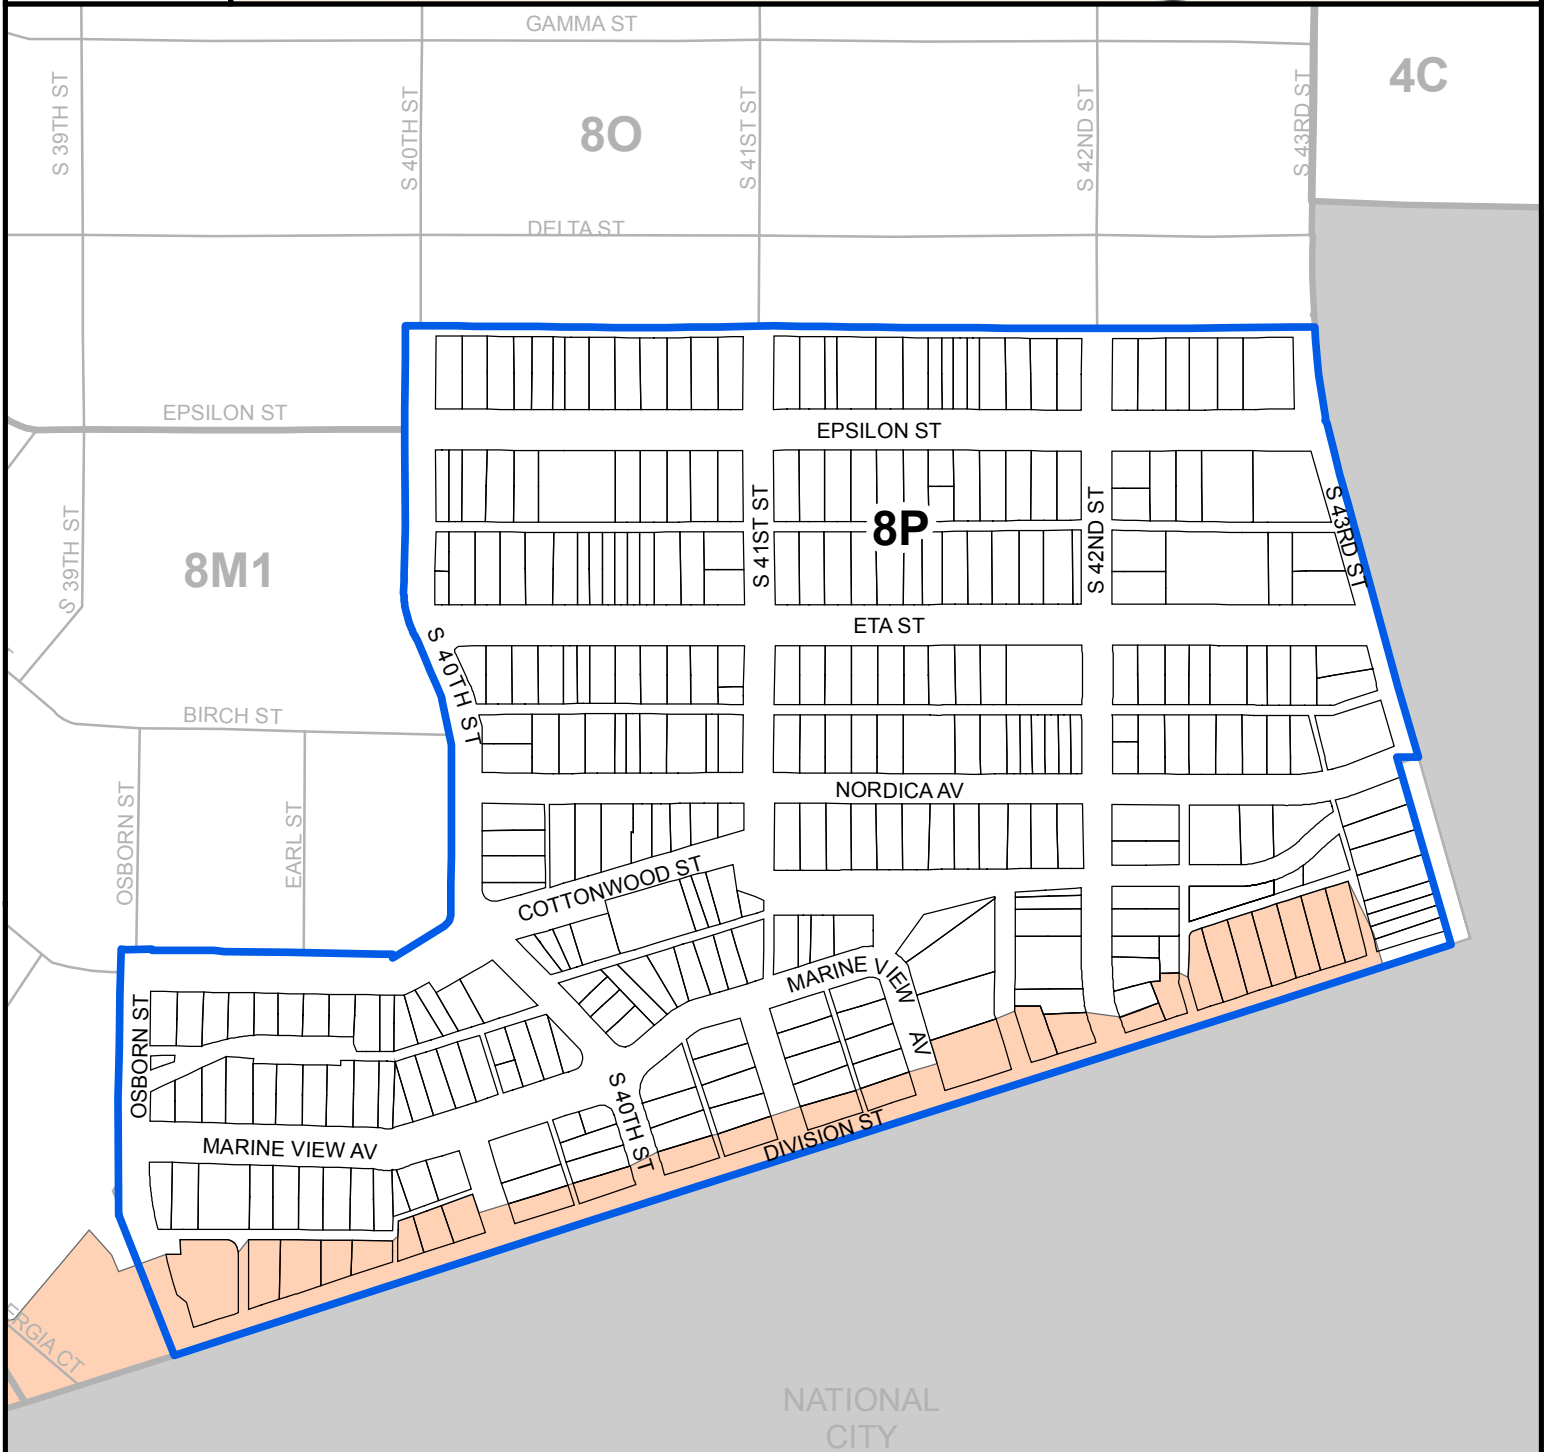 GAMMA ST
4C
S 39TH ST
S 40TH ST
8O
S 41ST ST
S 42ND ST
S 43RD ST
DELTA ST
EPSILON ST
EPSILON ST
S 39TH ST
8M1
S 41ST ST
8P
S 42ND ST
S 43RD ST
ETA ST
S 40TH ST
BIRCH ST
OSBORN ST
EARL ST
NORDICA AV
COTTONWOOD ST
MARINE VIEW AV
OSBORN ST
S 40TH ST
DIVISION ST
MARINE VIEW AV
ERGIA CT
NATIONAL
CITY